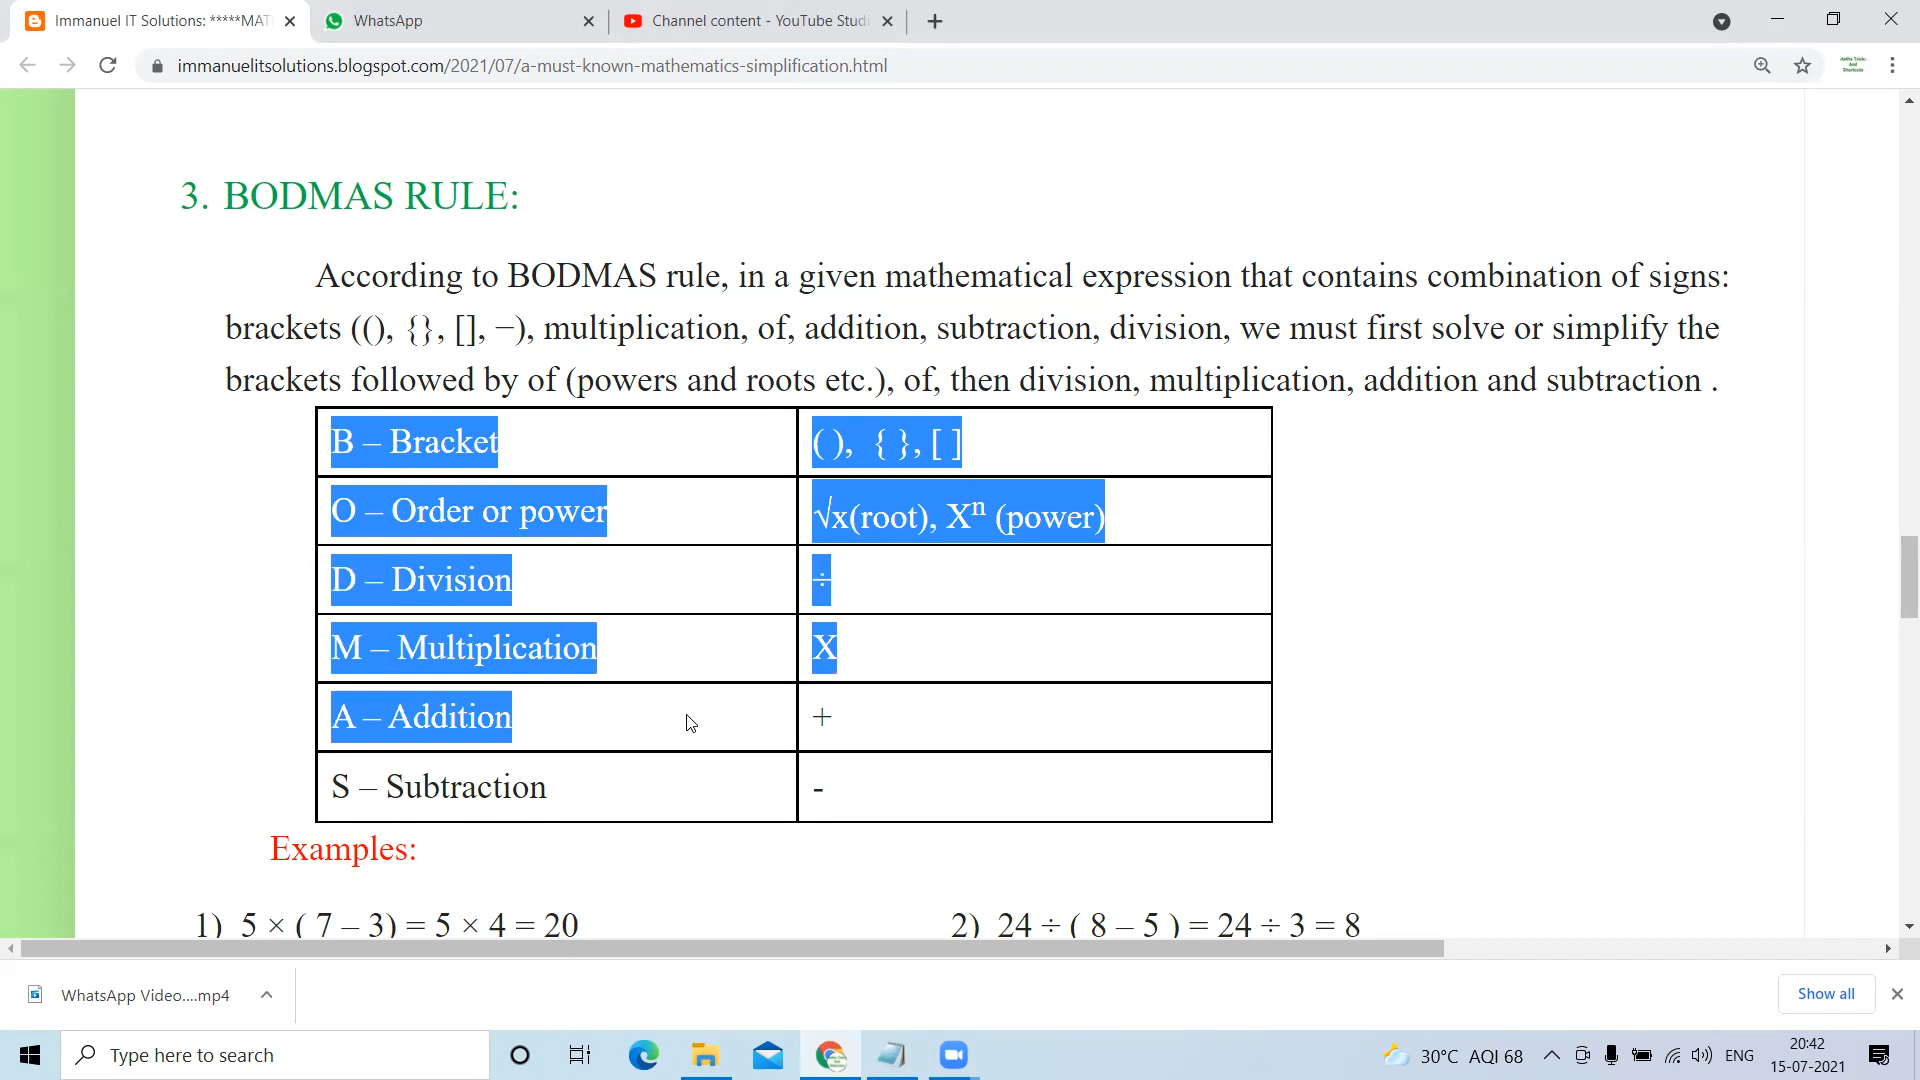 Immanuel IT Solutions: *****MAT
WhatsApp
Channel content - YouTube Studi
immanuelitsolutions.blogspot.com/2021/07/a-must-known-mathematics-simplification.html
Maths Tricks
And
Shortcuts
3. BODMAS RULE:
According to BODMAS rule, in a given mathematical expression that contains combination of signs:
brackets ((), {}, [], −), multiplication, of, addition, subtraction, division, we must first solve or simplify the
brackets followed by of (powers and roots etc.), of, then division, multiplication, addition and subtraction .
B – Bracket ( ), { }, [ ]
O – Order or power √x(root), Xⁿ (power)
D – Division ÷
M – Multiplication X
A – Addition +
S – Subtraction -
Examples:
1) 5 × ( 7 – 3) = 5 × 4 = 20 2) 24 ÷ ( 8 – 5 ) = 24 ÷ 3 = 8
WhatsApp Video....mp4
Show all
Type here to search
30°C AQI 68
ENG
20:42
15-07-2021